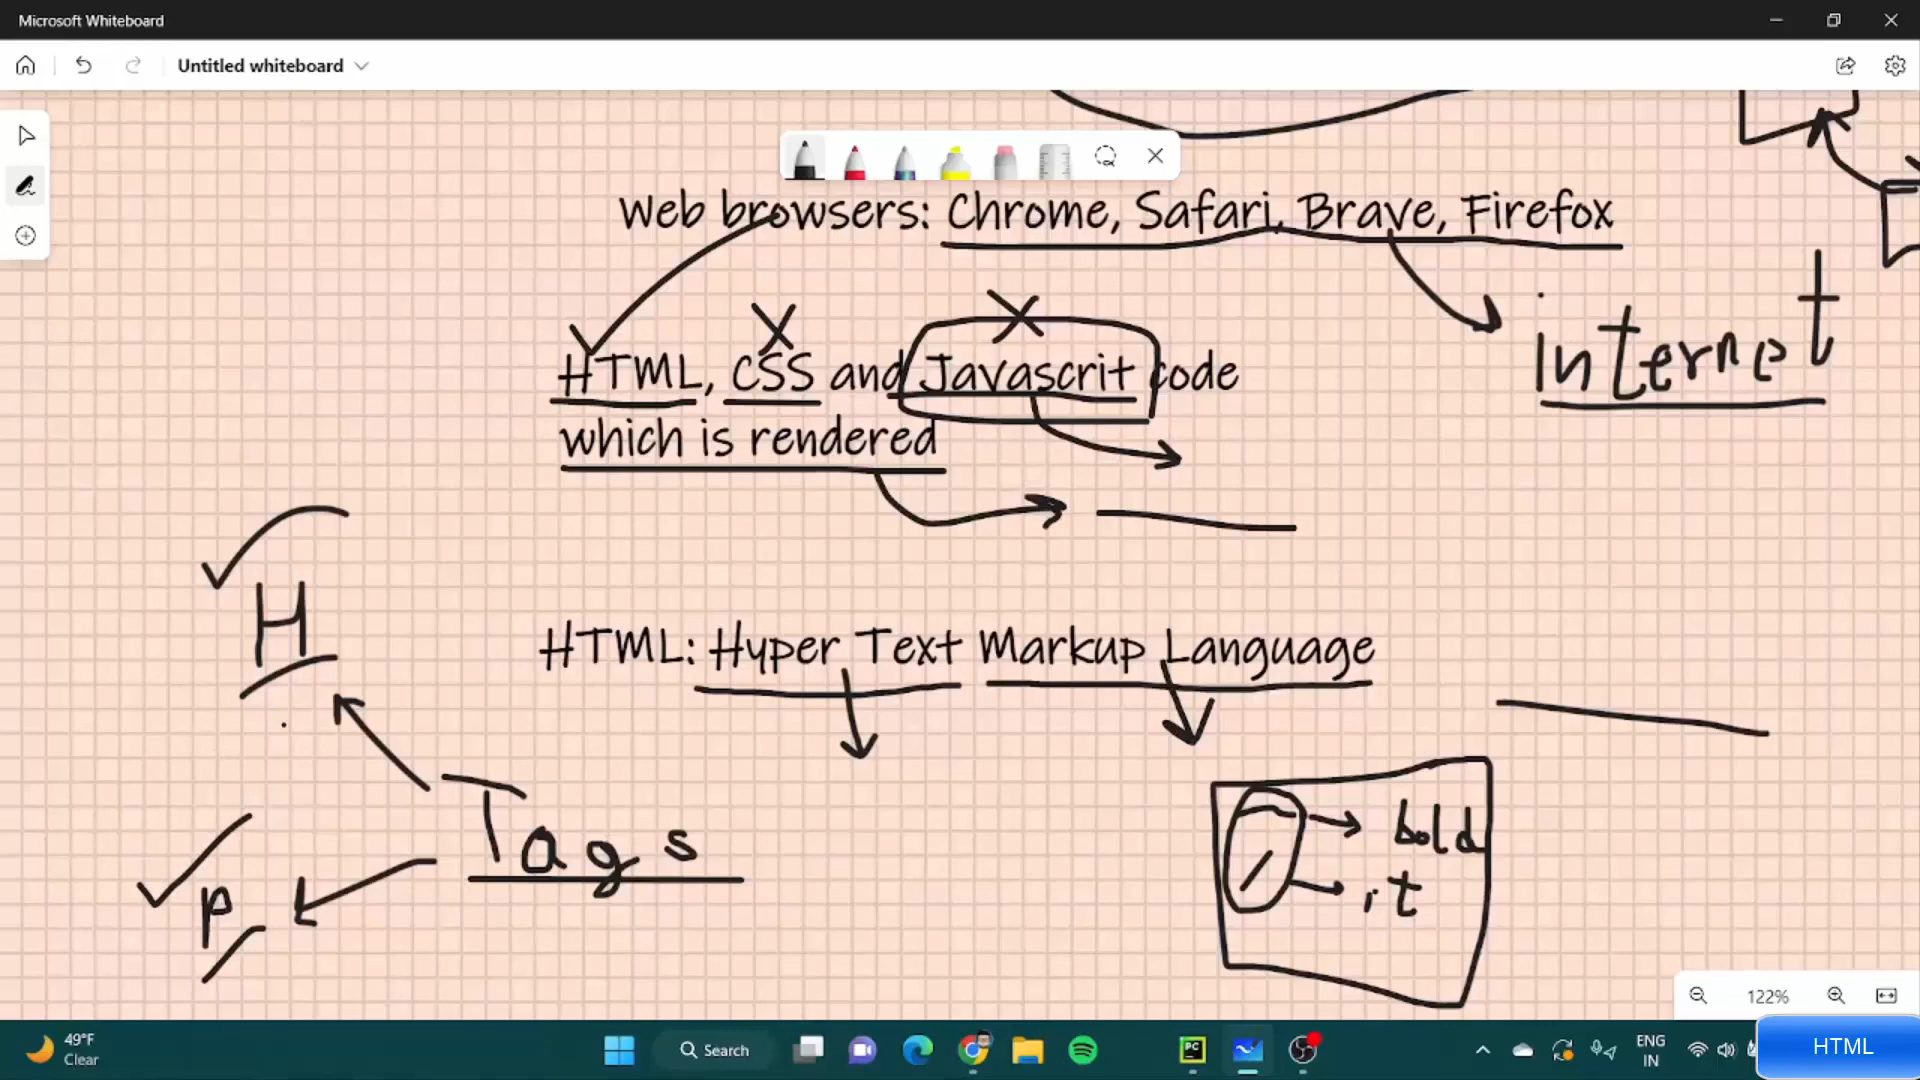 Microsoft Whiteboard
Untitled whiteboard
Web browsers: Chrome, Safari, Brave, Firefox
internet
HTML, CSS and Javascrit code
which is rendered
H
HTML: Hyper Text Markup Language
Tags
P
bold
it
122%
49°F
Clear
Search
PC
ENG
IN
HTML